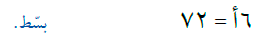 ٦أ = ٧٢ بسّط.